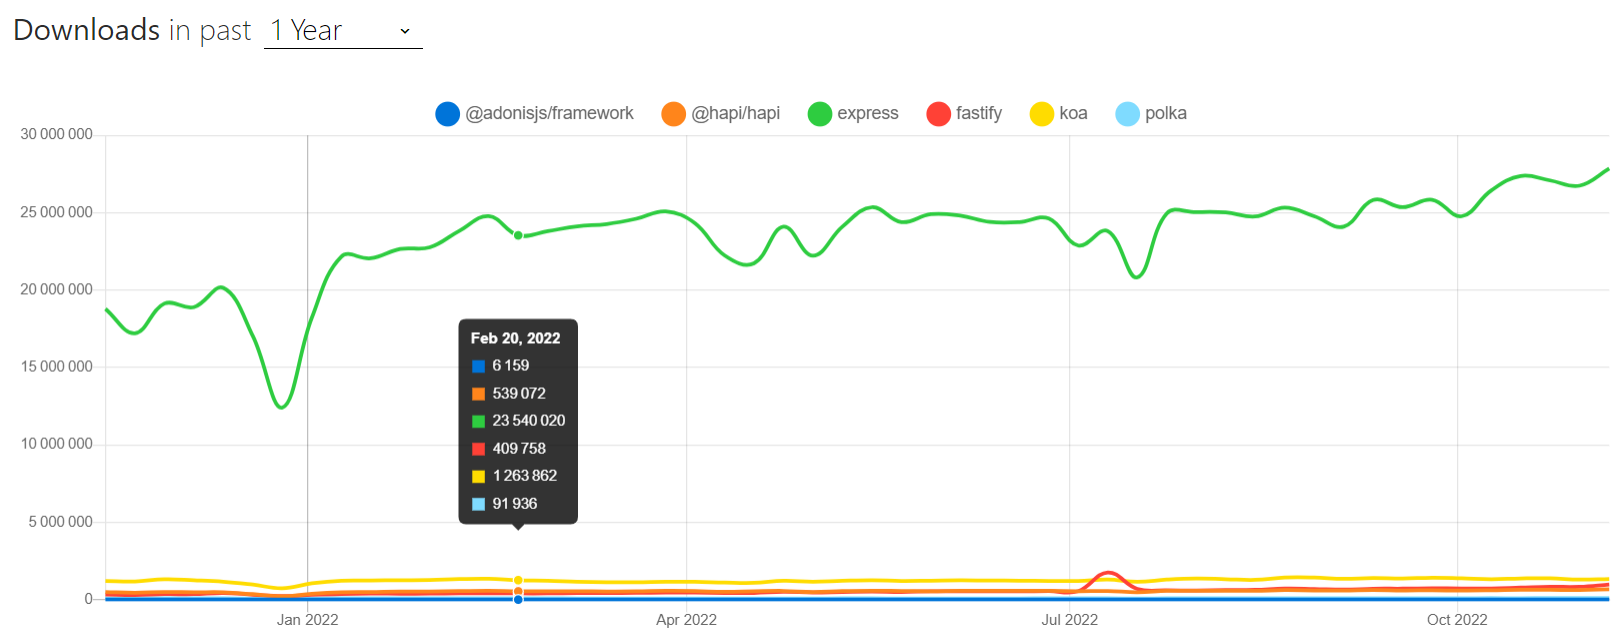 Downloads in past 1 Year
@adonisjs/framework @hapi/hapi express fastify koa polka
30 000 000
25 000 000
20 000 000
15 000 000
10 000 000
5 000 000
0
Feb 20, 2022
6 159
539 072
23 540 020
409 758
1 263 862
91 936
Jan 2022 Apr 2022 Jul 2022 Oct 2022